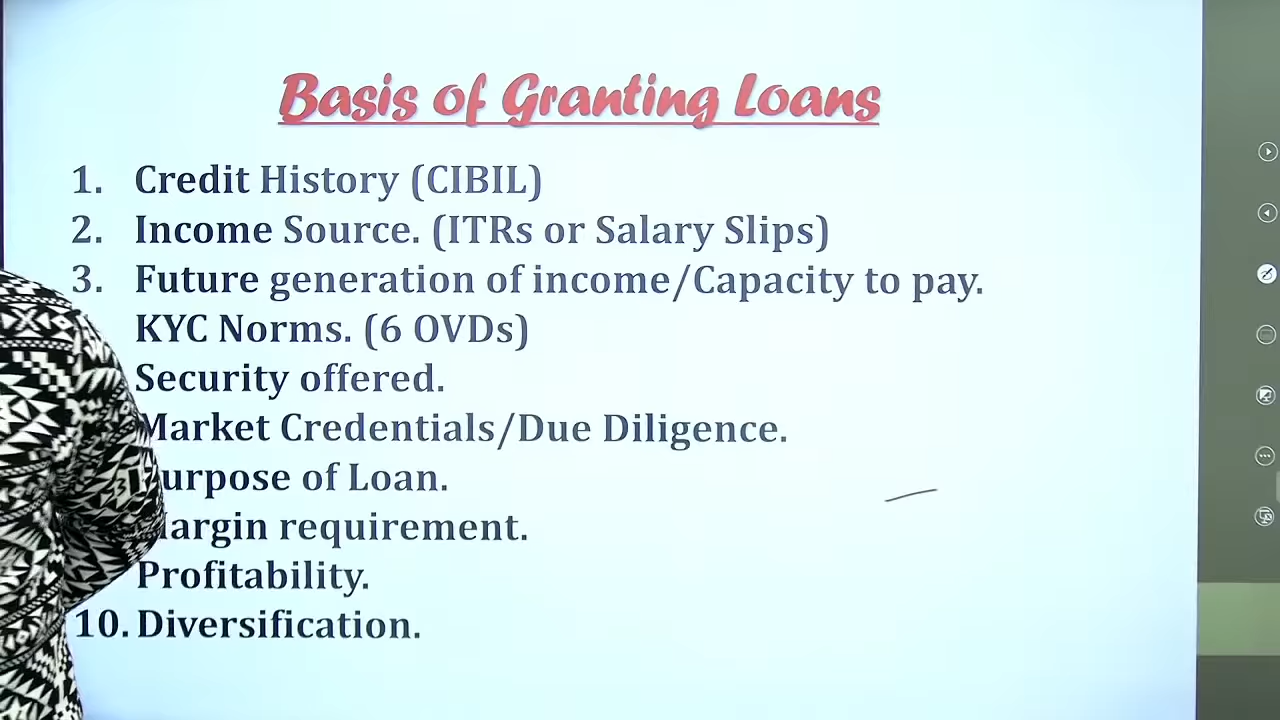 Basis of Granting Loans
1. Credit History (CIBIL)
2. Income Source. (ITRs or Salary Slips)
3. Future generation of income/Capacity to pay.
KYC Norms. (6 OVDs)
Security offered.
Market Credentials/Due Diligence.
urpose of Loan.
argin requirement.
Profitability.
10. Diversification.